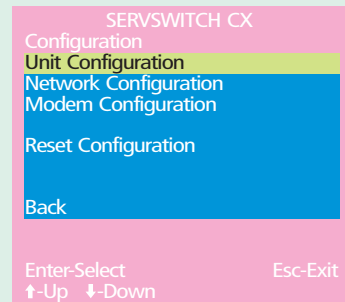 SERVSWITCH CX
Configuration
Unit Configuration
Network Configuration
Modem Configuration
Reset Configuration
Back
Enter-Select Esc-Exit
↑-Up ↓-Down